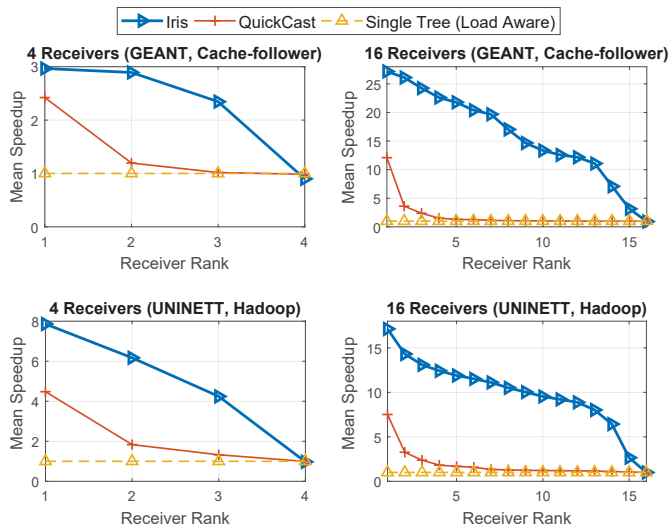 Iris QuickCast Single Tree (Load Aware)
4 Receivers (GEANT, Cache-follower)
3
2
1
0
Mean Speedup
1 2 3 4
Receiver Rank
16 Receivers (GEANT, Cache-follower)
25
20
15
10
5
0
Mean Speedup
5 10 15
Receiver Rank
4 Receivers (UNINETT, Hadoop)
8
6
4
2
0
Mean Speedup
1 2 3 4
Receiver Rank
16 Receivers (UNINETT, Hadoop)
15
10
5
0
Mean Speedup
5 10 15
Receiver Rank